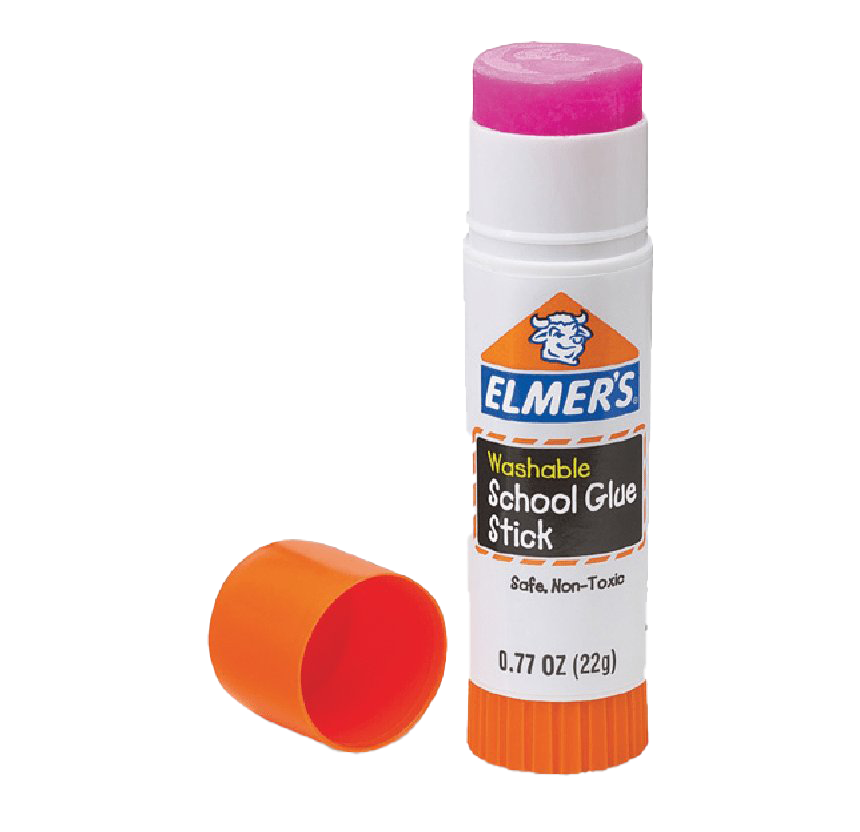 ELMER'S®
Washable
School Glue
Stick
Safe, Non-Toxic
0.77 OZ (22g)